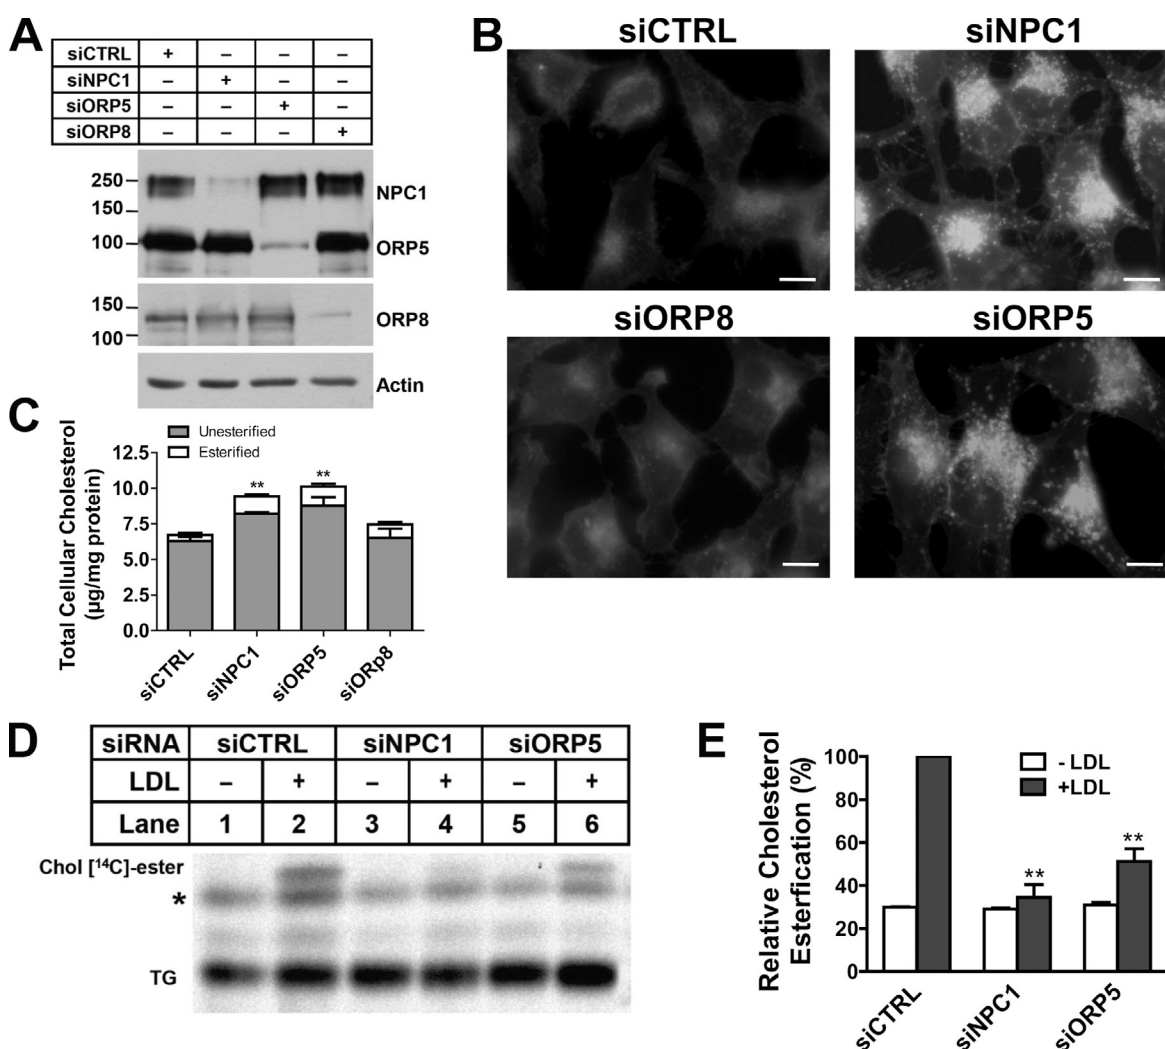 A
siCTRL + – – –
siNPC1 – + – –
siORP5 – – + –
siORP8 – – – +
250
150
100
NPC1
ORP5
150
100
ORP8
Actin
B
siCTRL
siNPC1
siORP8
siORP5
C
Unesterified
Esterified
Total Cellular Cholesterol
(µg/mg protein)
12.5
10.0
7.5
5.0
2.5
0.0
**
**
siCTRL
siNPC1
siORP5
siORp8
D
siRNA siCTRL siNPC1 siORP5
LDL – + – + – +
Lane 1 2 3 4 5 6
Chol [¹⁴C]-ester
*
TG
E
Relative Cholesterol
Esterfication (%)
100
80
60
40
20
0
- LDL
+LDL
**
**
siCTRL
siNPC1
siORP5